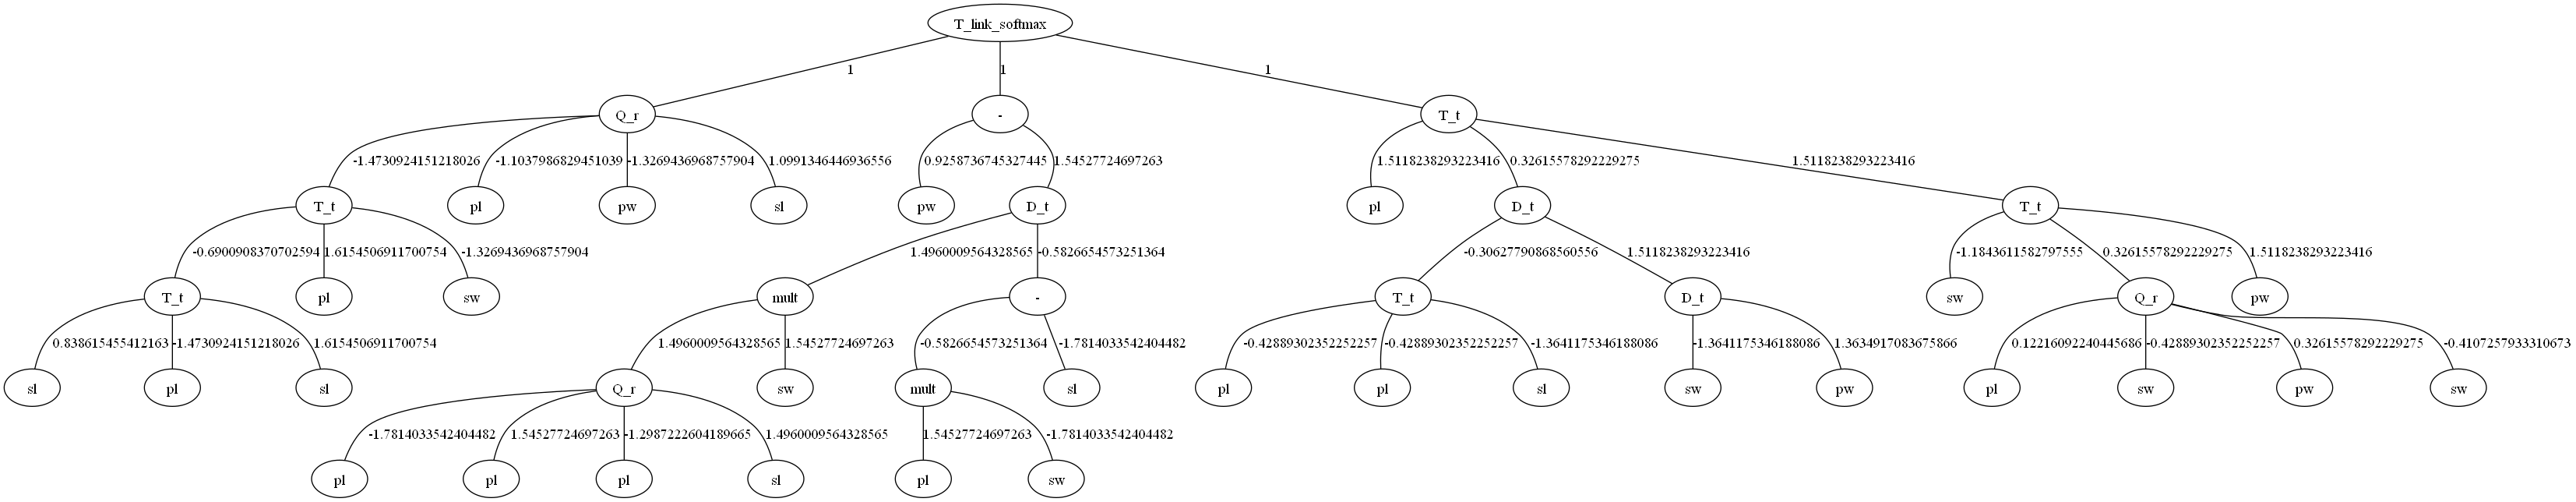 T_link_softmax
1 1 1
Q_r - T_t
-1.4730924151218026 -1.1037986829451039 -1.3269436968757904 1.0991346446936556 0.9258736745327445 1.54527724697263 1.5118238293223416 0.32615578292229275 1.5118238293223416
T_t pl pw sl pw D_t pl D_t T_t
-0.6900908370702594 1.6154506911700754 -1.3269436968757904 1.4960009564328565 -0.5826654573251364 -0.30627790868560556 1.5118238293223416 -1.1843611582797555 0.32615578292229275 1.5118238293223416
T_t pl sw mult - T_t D_t sw Q_r pw
0.838615455412163 -1.4730924151218026 1.6154506911700754 1.4960009564328565 1.54527724697263 -0.5826654573251364 -1.7814033542404482 -0.42889302352252257 -0.42889302352252257 -1.3641175346188086 -1.3641175346188086 1.3634917083675866 0.12216092240445686 -0.42889302352252257 0.32615578292229275 -0.4107257933310673
sl pl sl Q_r sw mult sl pl pl sl sw pw pl sw pw sw
-1.7814033542404482 1.54527724697263 -1.2987222604189665 1.4960009564328565 1.54527724697263 -1.7814033542404482
pl pl pl sl pl sw